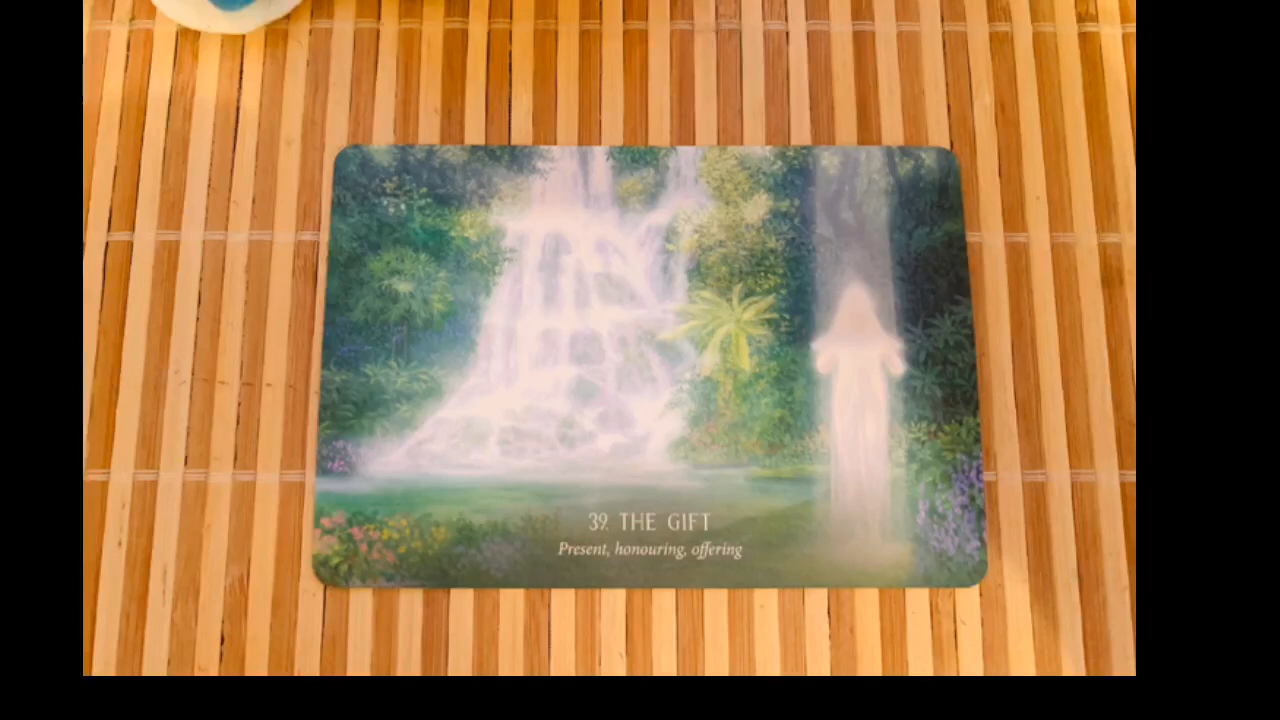 39. THE GIFT
Present, honouring, offering